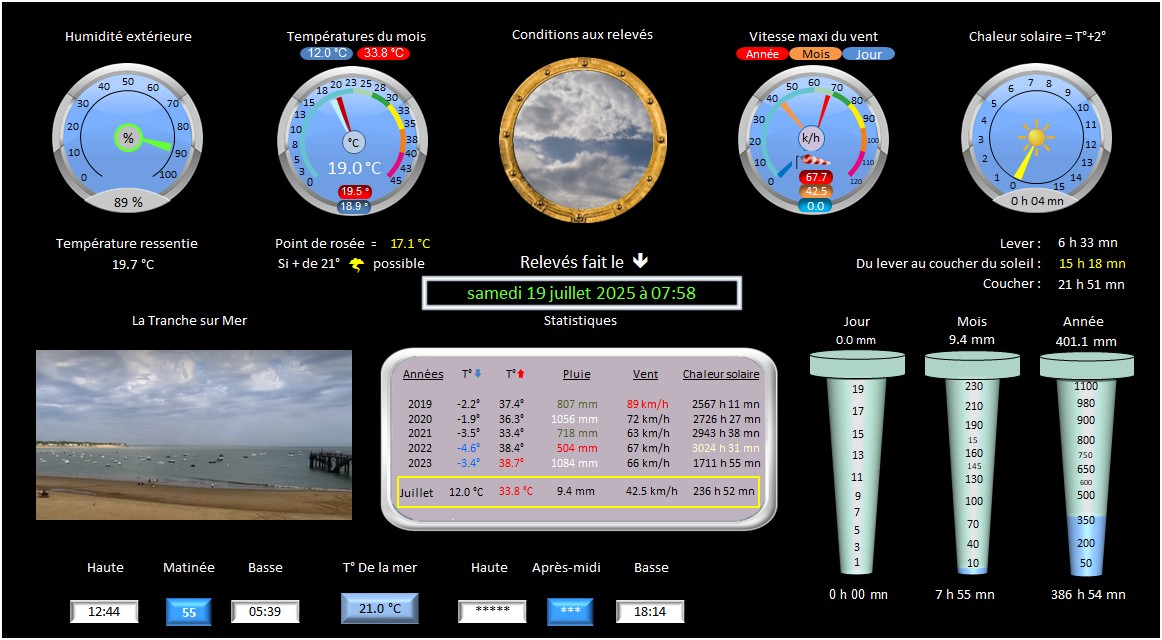 Humidité extérieure
Températures du mois
Conditions aux relevés
Vitesse maxi du vent
Chaleur solaire = T°+2°
12.0 °C 33.8 °C
Année Mois Jour
0 10 20 30 40 50 60 70 80 90 100
%
89 %
0 3 5 8 10 13 15 18 20 23 25 28 30 33 35 38 40 43 45
°C
19.0 °C
19.5 °
18.9 °
0 10 20 30 40 50 60 70 80 90 100 110 120
k/h
67.7
42.5
0.0
0 1 2 3 4 5 6 7 8 9 10 11 12 13 14 15
0 h 04 mn
Température ressentie
19.7 °C
Point de rosée = 17.1 °C
Si + de 21° possible
Relevés fait le
samedi 19 juillet 2025 à 07:58
Lever : 6 h 33 mn
Du lever au coucher du soleil : 15 h 18 mn
Coucher : 21 h 51 mn
La Tranche sur Mer
Statistiques
Années T° T° Pluie Vent Chaleur solaire
2019 -2.2° 37.4° 807 mm 89 km/h 2567 h 11 mn
2020 -1.9° 36.3° 1056 mm 72 km/h 2726 h 27 mn
2021 -3.5° 33.4° 718 mm 63 km/h 2943 h 38 mn
2022 -4.6° 38.4° 504 mm 67 km/h 3024 h 31 mn
2023 -3.4° 38.7° 1084 mm 66 km/h 1711 h 55 mn
Juillet 12.0 °C 33.8 °C 9.4 mm 42.5 km/h 236 h 52 mn
Jour
0.0 mm
19
17
15
13
11
9
7
5
3
1
0 h 00 mn
Mois
9.4 mm
230
210
190
15
160
145
130
100
70
40
10
7 h 55 mn
Année
401.1 mm
1100
980
900
800
750
650
600
500
350
200
50
386 h 54 mn
Haute Matinée Basse
12:44 55 05:39
T° De la mer
21.0 °C
Haute Après-midi Basse
***** *** 18:14